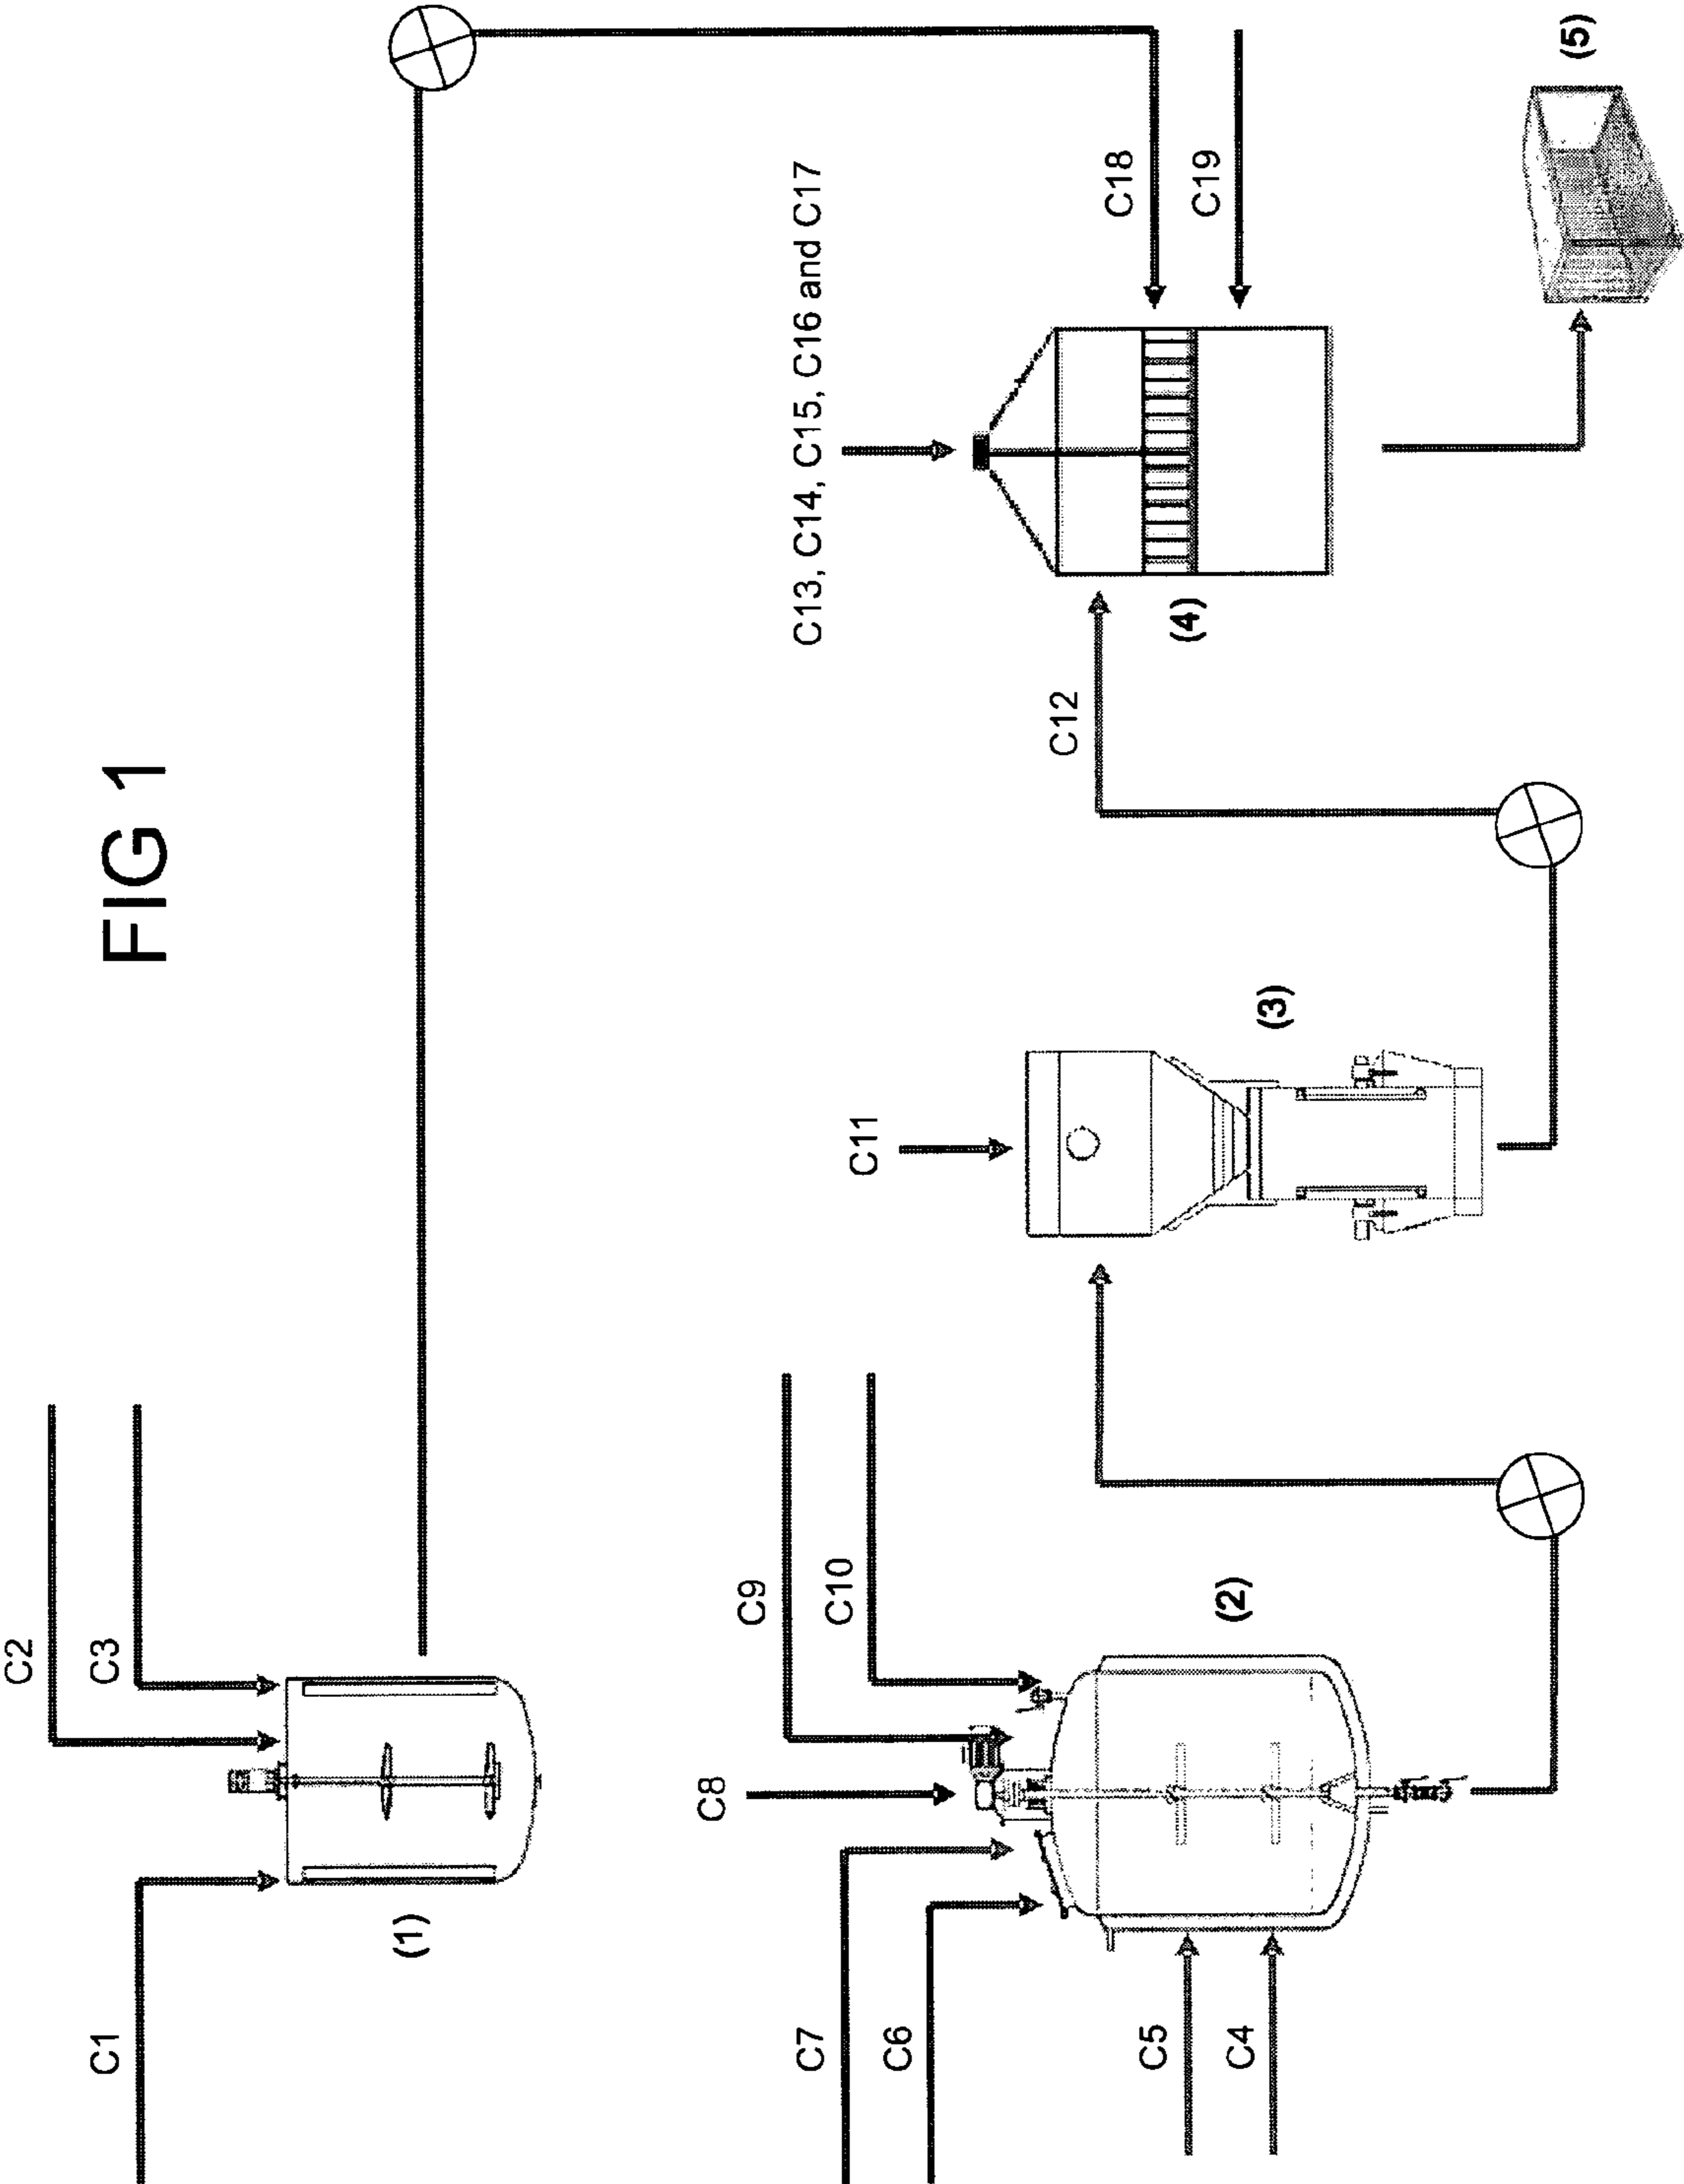 FIG 1
C2
C3
C1
(1)
C9
C10
C8
C7
C6
C5
C4
(2)
C11
(3)
C12
C13, C14, C15, C16 and C17
C18
C19
(4)
(5)